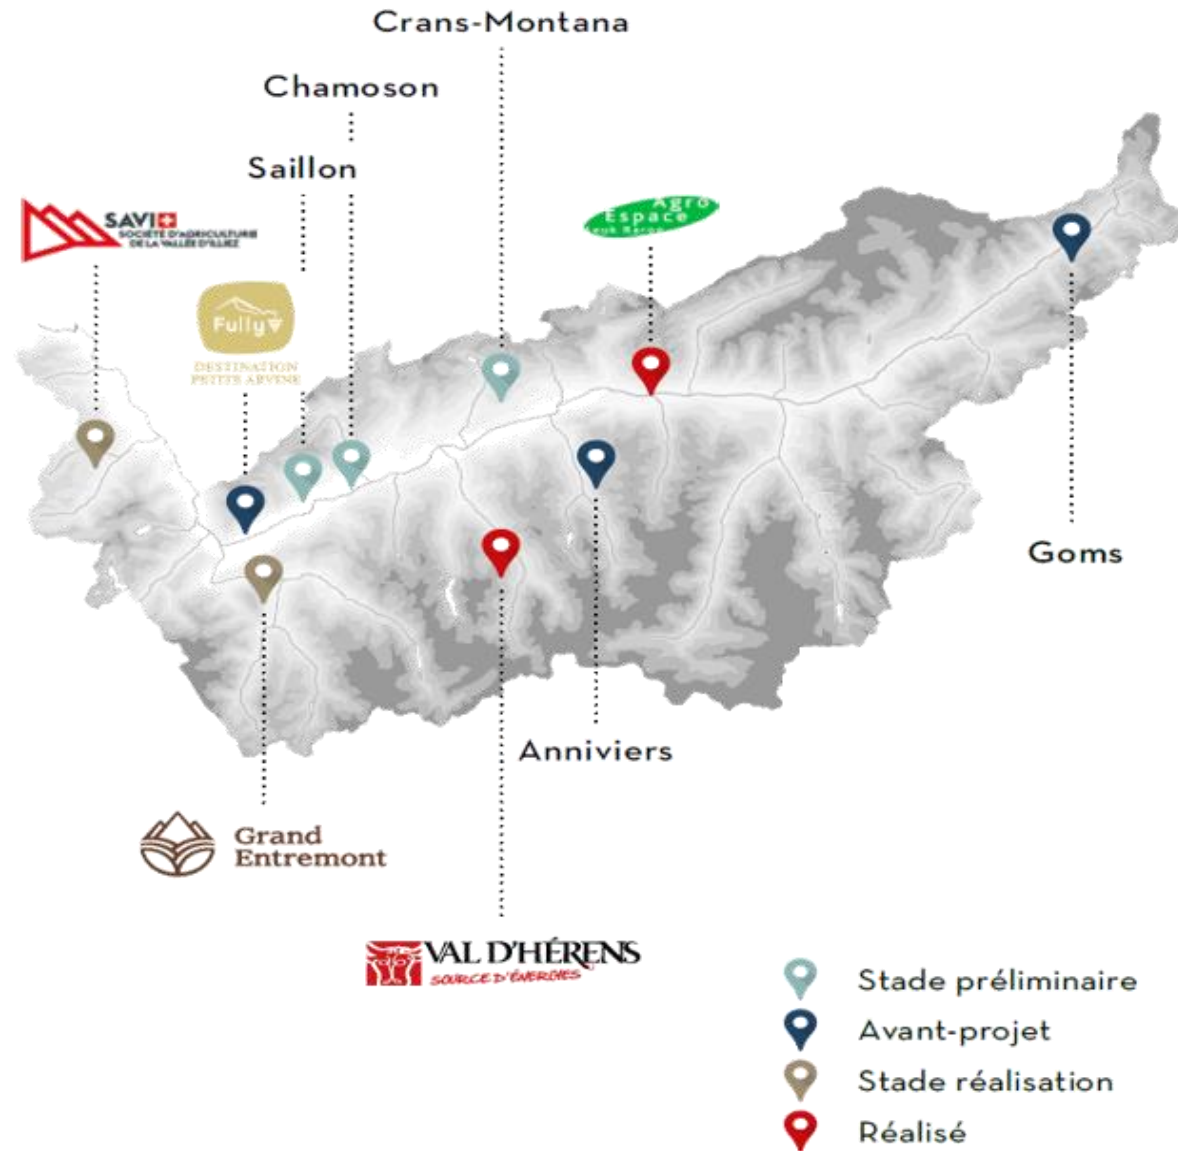 Crans-Montana
Chamoson
Saillon
SAVI
SOCIÉTÉ D'AGRICULTURE
DE LA VALLÉE D'ILLIEZ
Agro
Espace
Fully
DESTINATION
PETITE ARVINE
Goms
Anniviers
Grand
Entremont
VAL D'HÉRENS
SOURCE D'ÉNERGIES
Stade préliminaire
Avant-projet
Stade réalisation
Réalisé